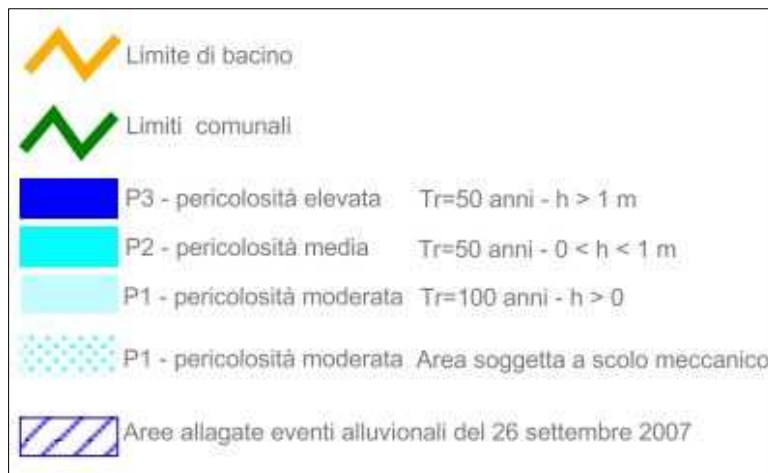 Limite di bacino
Limiti comunali
P3 - pericolosità elevata Tr=50 anni - h > 1 m
P2 - pericolosità media Tr=50 anni - 0 < h < 1 m
P1 - pericolosità moderata Tr=100 anni - h > 0
P1 - pericolosità moderata Area soggetta a scolo meccanico
Aree allagate eventi alluvionali del 26 settembre 2007